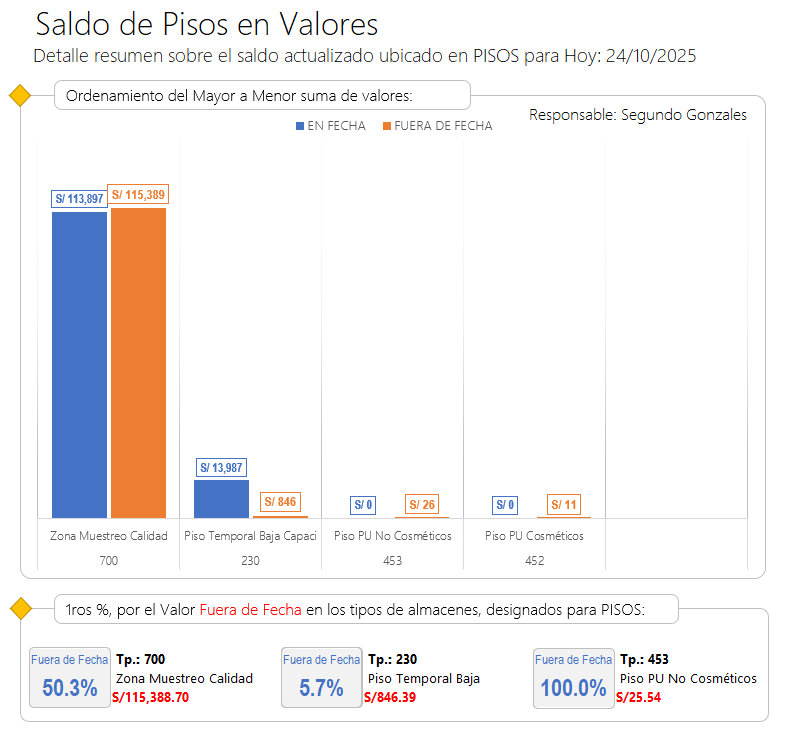 Saldo de Pisos en Valores
Detalle resumen sobre el saldo actualizado ubicado en PISOS para Hoy: 24/10/2025
Ordenamiento del Mayor a Menor suma de valores:
Responsable: Segundo Gonzales
EN FECHA FUERA DE FECHA
S/ 113,897 S/ 115,389
S/ 13,987 S/ 846
S/ 0 S/ 26
S/ 0 S/ 11
Zona Muestreo Calidad Piso Temporal Baja Capaci Piso PU No Cosméticos Piso PU Cosméticos
700 230 453 452
1ros %, por el Valor Fuera de Fecha en los tipos de almacenes, designados para PISOS:
Fuera de Fecha
50.3%
Tp.: 700
Zona Muestreo Calidad
S/115,388.70
Fuera de Fecha
5.7%
Tp.: 230
Piso Temporal Baja
S/846.39
Fuera de Fecha
100.0%
Tp.: 453
Piso PU No Cosméticos
S/25.54